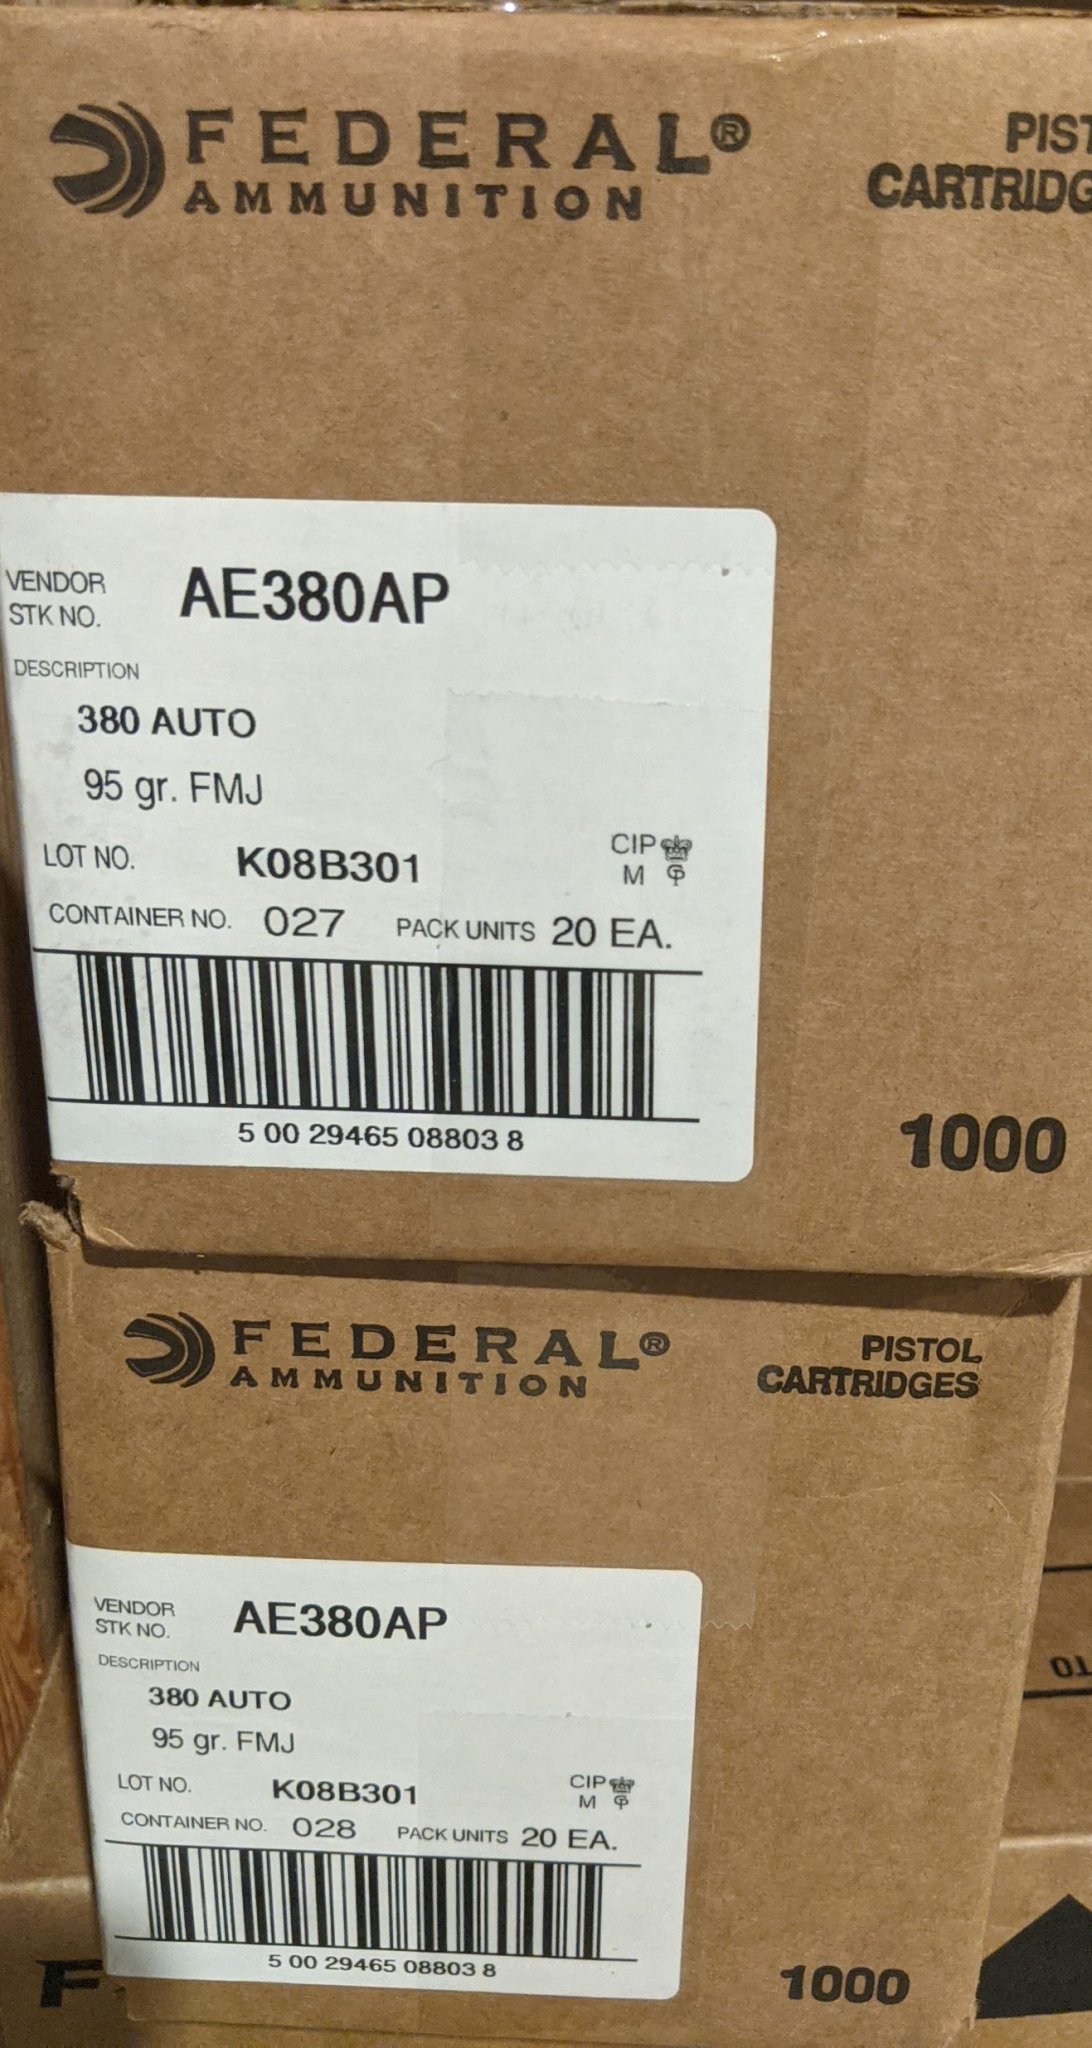 FEDERAL®
AMMUNITION
PIST
CARTRIDG
VENDOR
STK NO.
AE380AP
DESCRIPTION
380 AUTO
95 gr. FMJ
LOT NO. K08B301
CIP
M GP
CONTAINER NO. 027 PACK UNITS 20 EA.
5 00 29465 08803 8
1000
FEDERAL®
AMMUNITION
PISTOL
CARTRIDGES
VENDOR
STK NO.
AE380AP
DESCRIPTION
380 AUTO
95 gr. FMJ
LOT NO. K08B301
CIP
M GP
CONTAINER NO. 028 PACK UNITS 20 EA.
5 00 29465 08803 8
1000
F